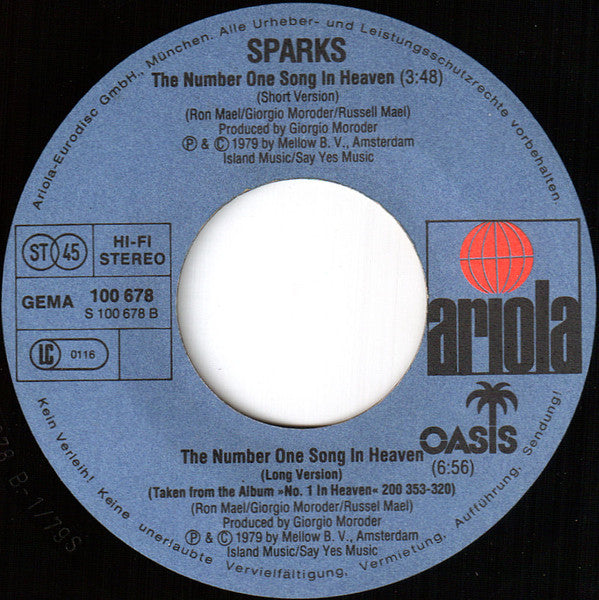 Ariola-Eurodisc GmbH. München. Alle Urheber- und Leistungsschutzrechte vorbehalten.
SPARKS
The Number One Song In Heaven (3:48)
(Short Version)
(Ron Mael/Giorgio Moroder/Russell Mael)
Produced by Giorgio Moroder
Ⓟ & Ⓒ 1979 by Mellow B. V., Amsterdam
Island Music/Say Yes Music
ST 45
HI-FI
STEREO
GEMA 100 678
S 100 678 B
LC 0116
ariola
OASIS
The Number One Song In Heaven
(6:56)
(Long Version)
(Taken from the Album »No. 1 In Heaven« 200 353-320)
(Ron Mael/Giorgio Moroder/Russel Mael)
Produced by Giorgio Moroder
Ⓟ & Ⓒ 1979 by Mellow B. V., Amsterdam
Island Music/Say Yes Music
Kein Verleih! Keine unerlaubte Vervielfältigung, Vermietung, Aufführung, Sendung!
B-1/79S